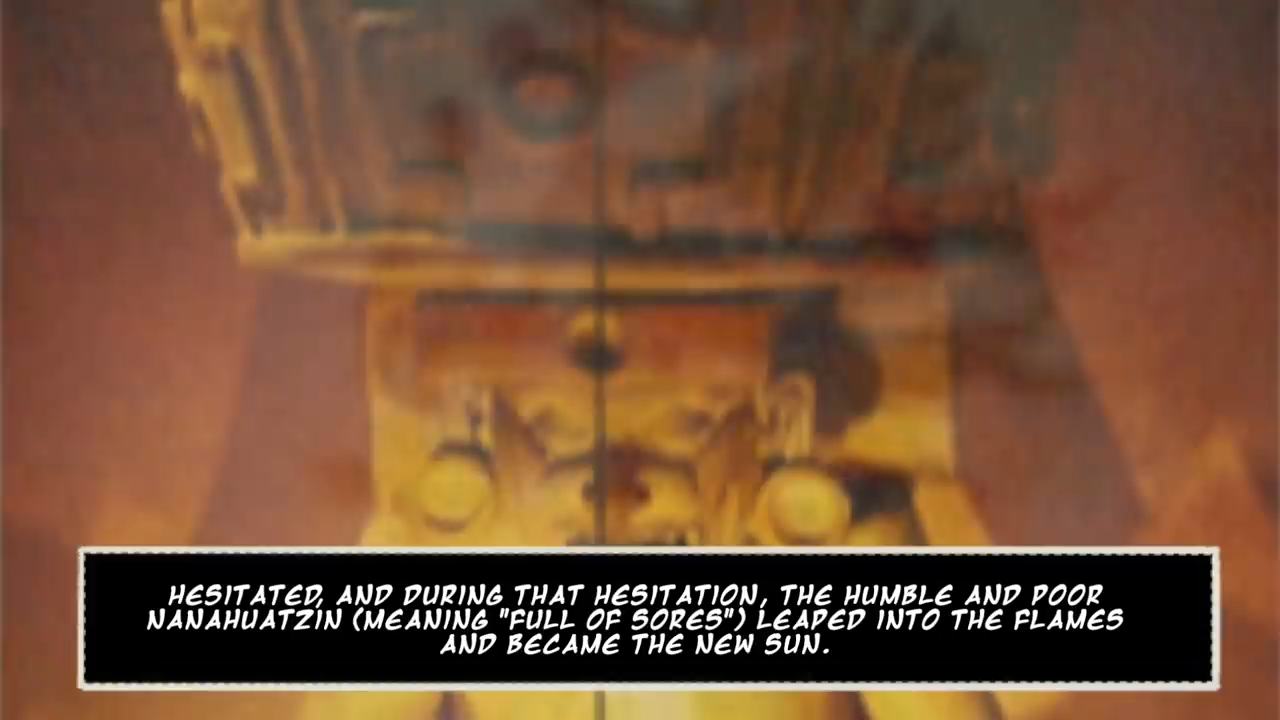 HESITATED, AND DURING THAT HESITATION, THE HUMBLE AND POOR
NANAHUATZIN (MEANING "FULL OF SORES") LEAPED INTO THE FLAMES
AND BECAME THE NEW SUN.